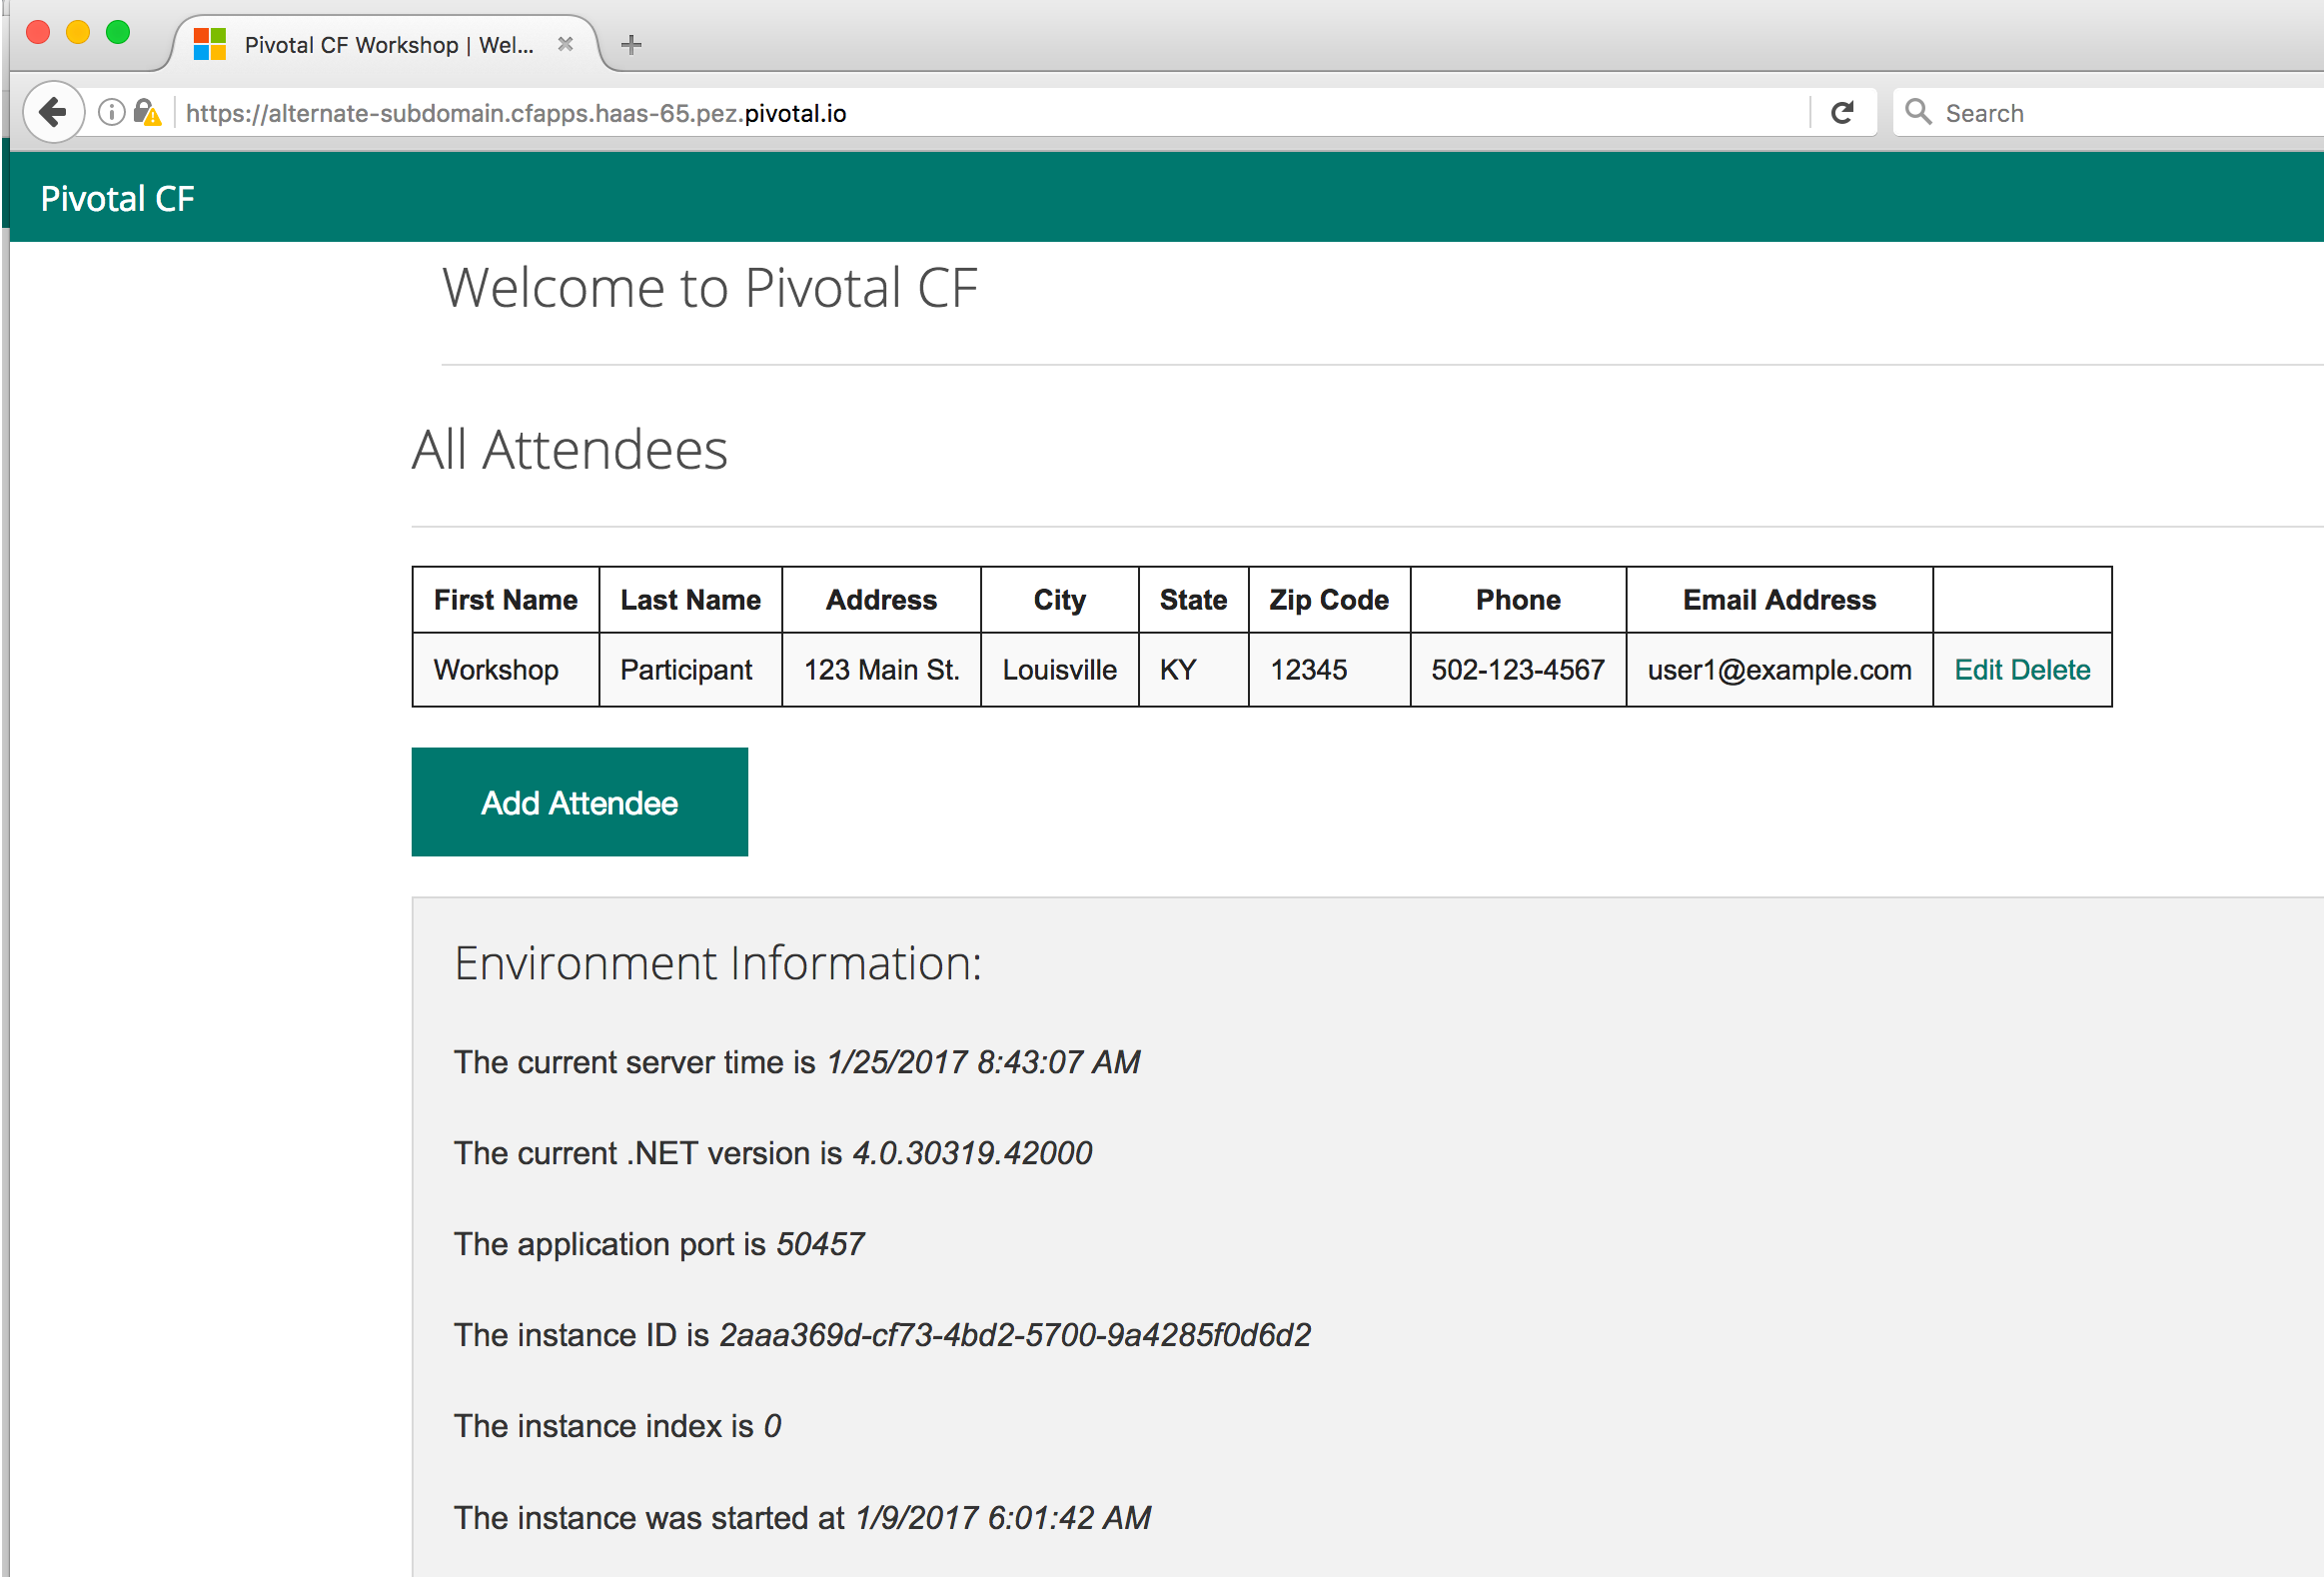 Pivotal CF Workshop | Wel...
https://alternate-subdomain.cfapps.haas-65.pez.pivotal.io
Search
Pivotal CF
Welcome to Pivotal CF
All Attendees
First Name Last Name Address City State Zip Code Phone Email Address
Workshop Participant 123 Main St. Louisville KY 12345 502-123-4567 user1@example.com Edit Delete
Add Attendee
Environment Information:
The current server time is 1/25/2017 8:43:07 AM
The current .NET version is 4.0.30319.42000
The application port is 50457
The instance ID is 2aaa369d-cf73-4bd2-5700-9a4285f0d6d2
The instance index is 0
The instance was started at 1/9/2017 6:01:42 AM